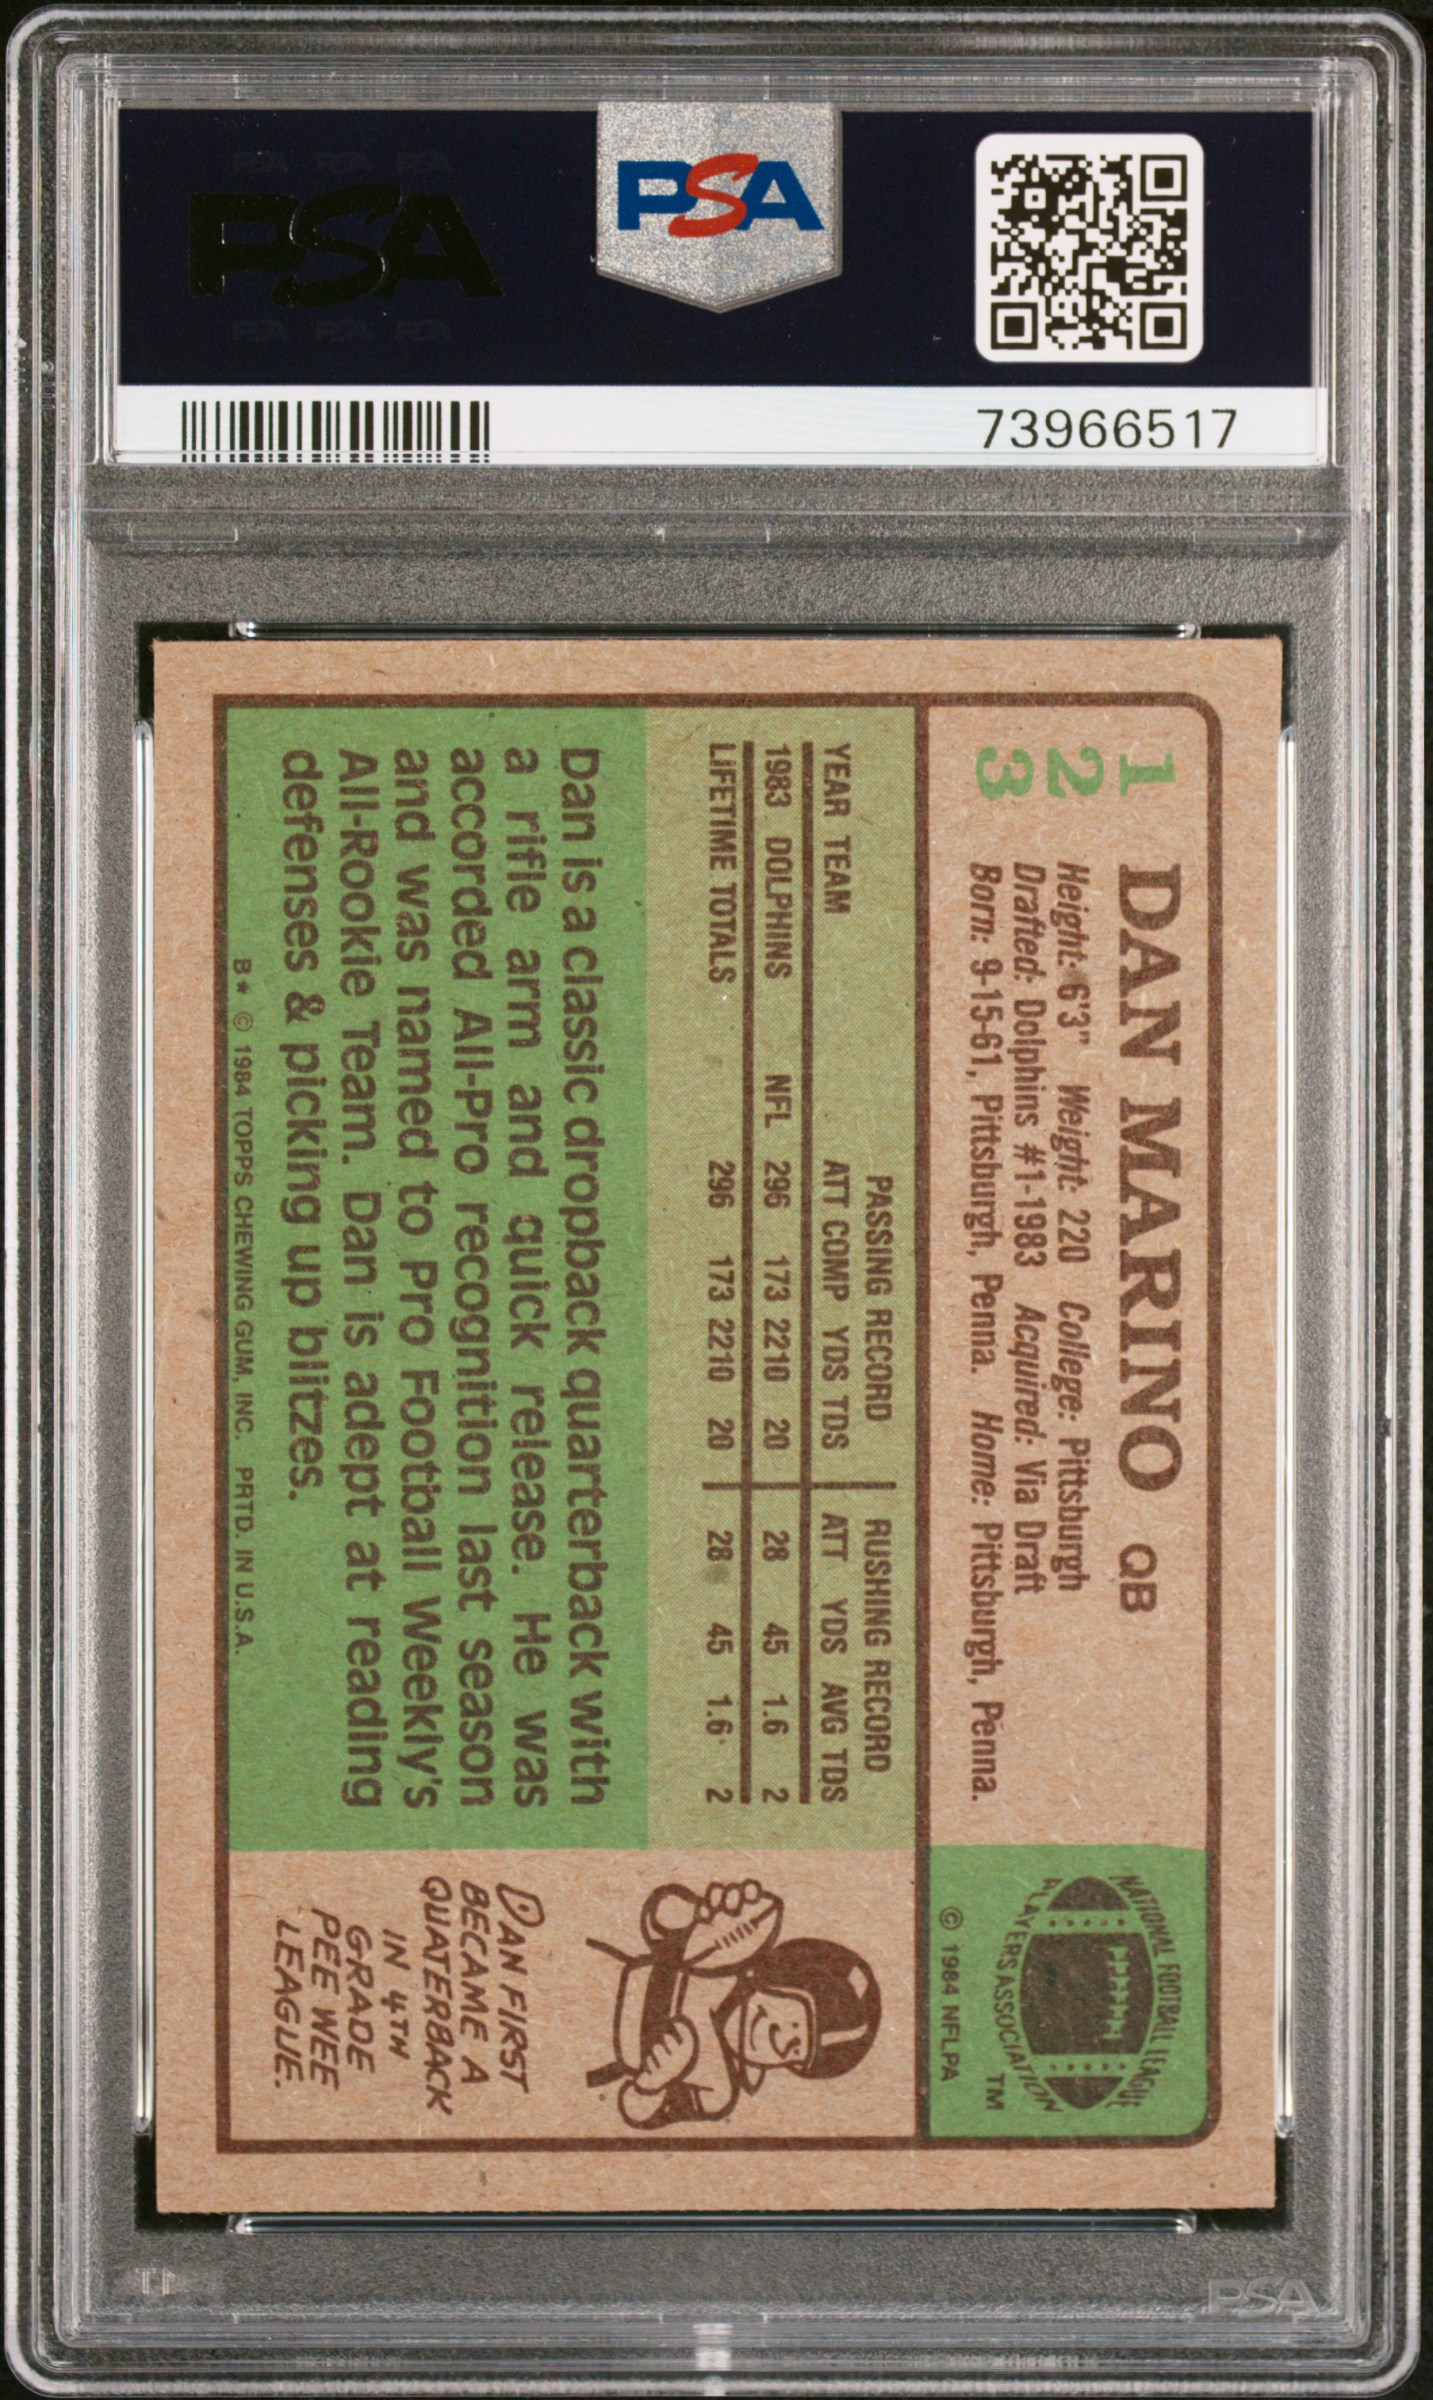 PSA
PSA PSA PSA
PSA
PSA PSA PSA
73966517
123
DAN MARINO QB
Height: 6'3" Weight: 220 College: Pittsburgh
Drafted: Dolphins #1-1983 Acquired: Via Draft
Born: 9-15-61, Pittsburgh, Penna. Home: Pittsburgh, Penna.
NATIONAL FOOTBALL LEAGUE
PLAYERS ASSOCIATION
TM
© 1984 NFLPA
PASSING RECORD RUSHING RECORD
YEAR TEAM ATT COMP YDS TDS ATT YDS AVG TDS
1983 DOLPHINS NFL 296 173 2210 20 28 45 1.6 2
LIFETIME TOTALS 296 173 2210 20 28 45 1.6 2
Dan is a classic dropback quarterback with
a rifle arm and quick release. He was
accorded All-Pro recognition last season
and was named to Pro Football Weekly's
All-Rookie Team. Dan is adept at reading
defenses & picking up blitzes.
B* © 1984 TOPPS CHEWING GUM, INC. PRTD. IN U.S.A.
DAN FIRST
BECAME A
QUATERBACK
IN 4TH
GRADE
PEE WEE
LEAGUE.
PSA